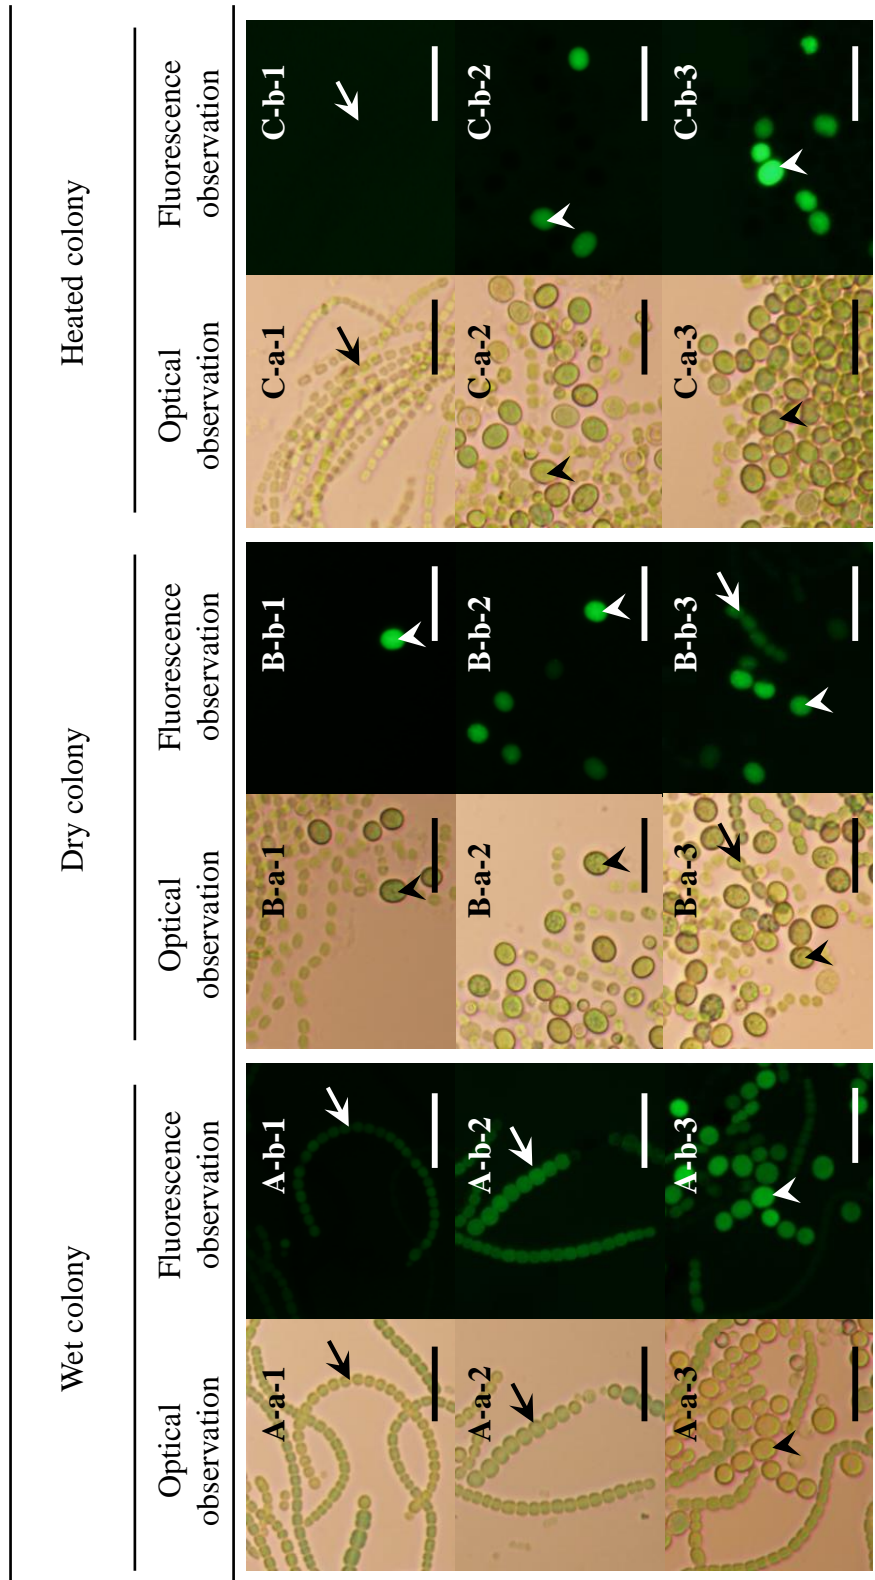 Wet colony
Dry colony
Heated colony
Optical
observation
Fluorescence
observation
Optical
observation
Fluorescence
observation
Optical
observation
Fluorescence
observation
A-a-1
A-b-1
B-a-1
B-b-1
C-a-1
C-b-1
A-a-2
A-b-2
B-a-2
B-b-2
C-a-2
C-b-2
A-a-3
A-b-3
B-a-3
B-b-3
C-a-3
C-b-3